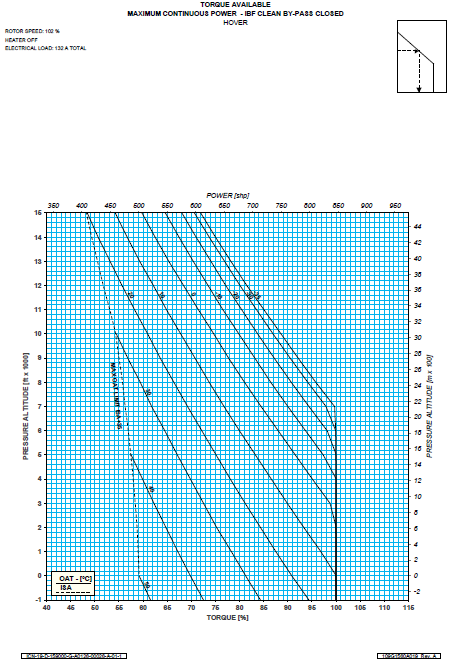 TORQUE AVAILABLE
MAXIMUM CONTINUOUS POWER - IBF CLEAN BY-PASS CLOSED
HOVER
ROTOR SPEED: 102 %
HEATER OFF
ELECTRICAL LOAD: 132 A TOTAL
POWER [shp]
350 400 450 500 550 600 650 700 750 800 850 900 950
PRESSURE ALTITUDE [ft x 1000]
16
14
13
12
11
10
9
8
7
6
5
4
3
2
1
0
-1
PRESSURE ALTITUDE [m x 100]
44
42
40
38
36
34
32
30
28
26
24
22
20
18
16
14
12
10
8
6
4
2
0
-2
OAT - [°C]
ISA
40 45 50 55 60 65 70 75 80 85 90 95 100 105 110 115
TORQUE [%]
109G1580A019 Rev. A